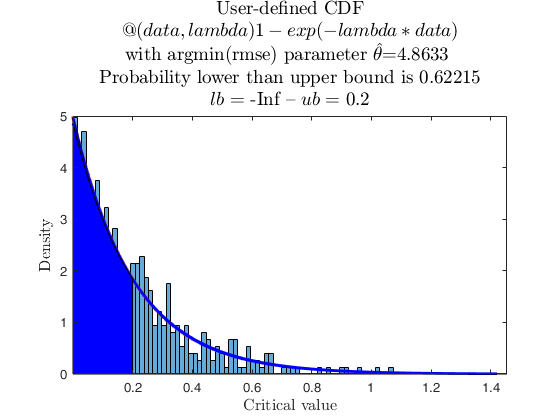 User-defined CDF
@(data, lambda)1 − exp(−lambda ∗ data)
with argmin(rmse) parameter θ̂=4.8633
Probability lower than upper bound is 0.62215
lb = -Inf – ub = 0.2
5
4
3
2
1
0
Density
0.2 0.4 0.6 0.8 1 1.2 1.4
Critical value